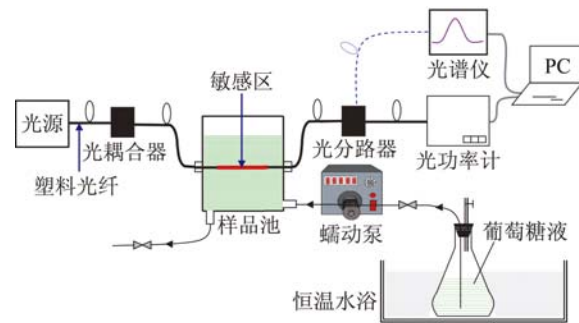 光谱仪
PC
敏感区
光源
光耦合器
光分路器
光功率计
塑料光纤
样品池
蠕动泵
葡萄糖液
恒温水浴